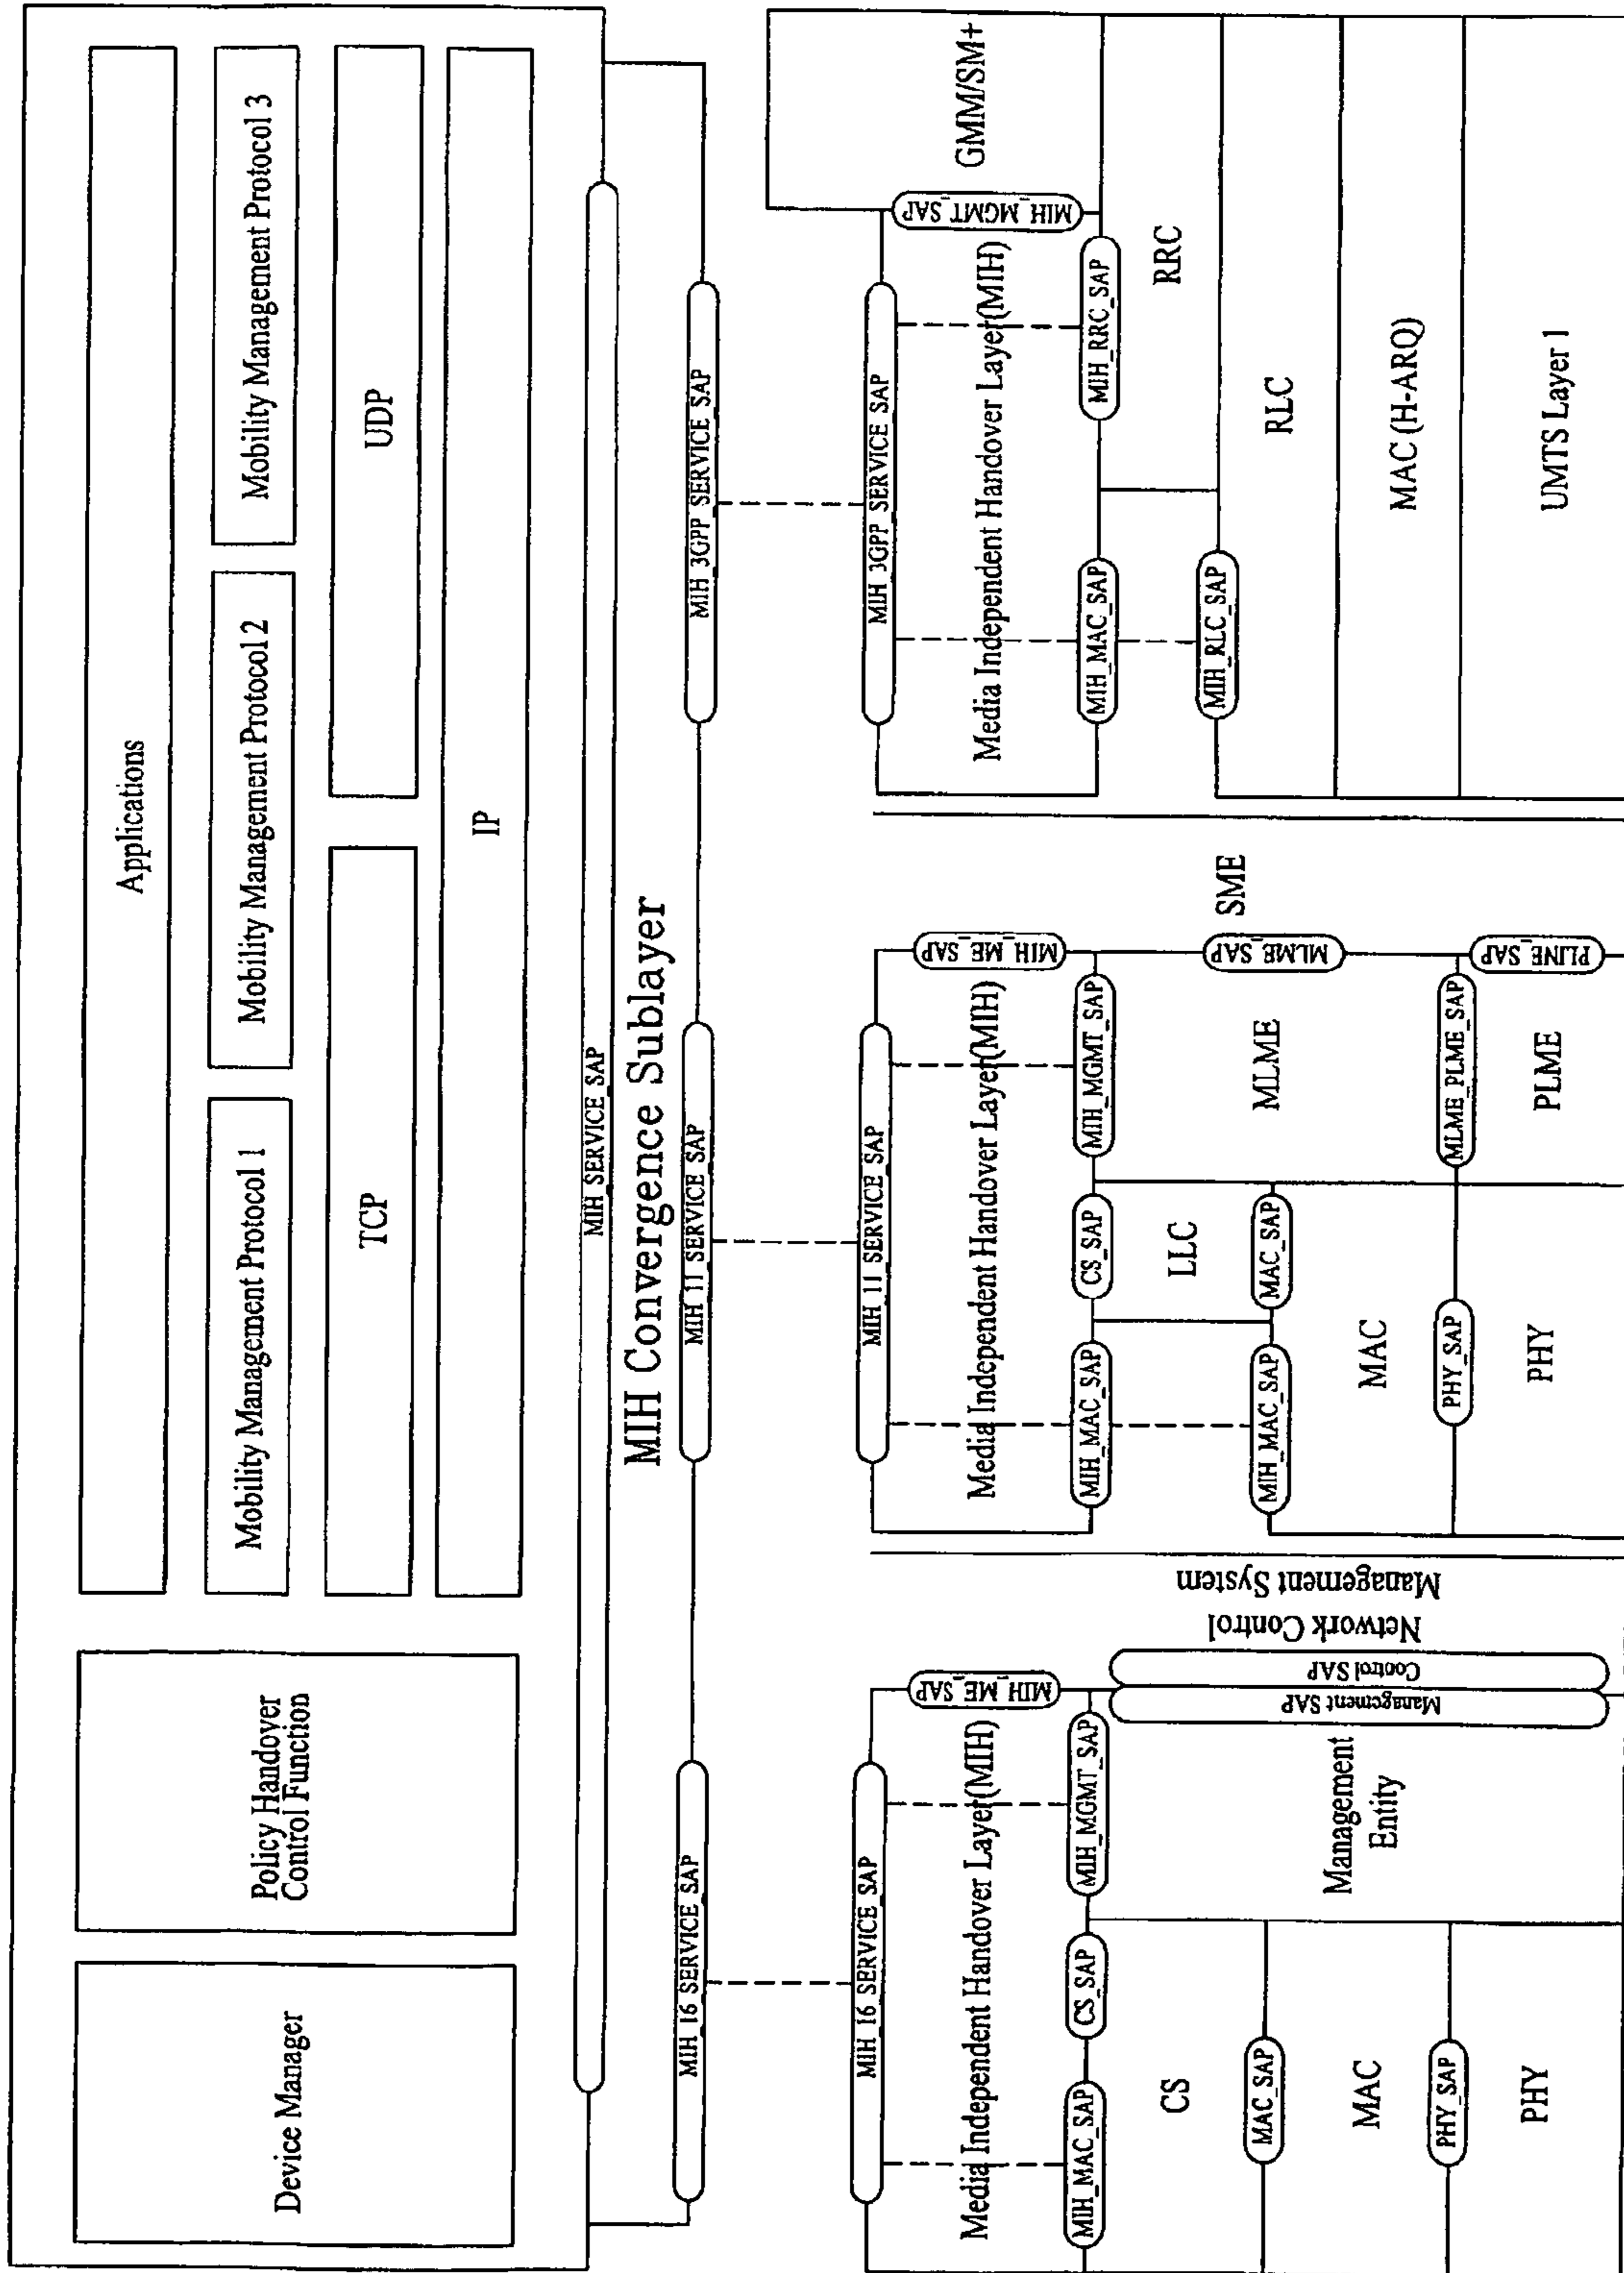 Device Manager
Policy Handover
Control Function
Applications
Mobility Management Protocol 1
Mobility Management Protocol 2
Mobility Management Protocol 3
TCP
UDP
IP
MIH SERVICE SAP
MIH Convergence Sublayer
MIH 16 SERVICE SAP
MIH 11 SERVICE SAP
MIH 3GPP SERVICE SAP
MIH 16 SERVICE SAP
Media Independent Handover Layer(MIH)
MIH_ME_SAP
MIH_MAC_SAP
CS_SAP
MIH_MGMT_SAP
CS
MAC_SAP
MAC
PHY_SAP
PHY
Management
Entity
Management SAP
Control SAP
Network Control
Management System
MIH 11 SERVICE SAP
Media Independent Handover Layer(MIH)
MIH_ME_SAP
MIH_MAC_SAP
CS_SAP
MIH_MGMT_SAP
LLC
MIH_MAC_SAP
MAC_SAP
MAC
PHY_SAP
PHY
MLME
MLME_SAP
MLME_PLME_SAP
PLME
PLJNE_SAP
SME
MIH 3GPP SERVICE SAP
Media Independent Handover Layer(MIH)
MIH_MGMT_SAP
GMM/SM+
MIH_MAC_SAP
MIH_RRC_SAP
RRC
MIH_RLC_SAP
RLC
MAC(H-ARQ)
UMTS Layer 1